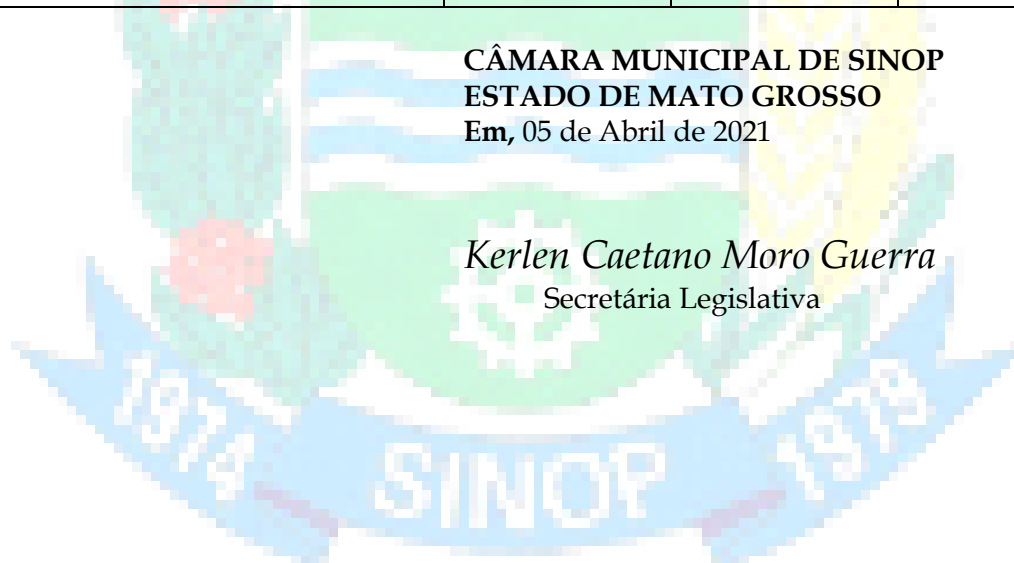 CÂMARA MUNICIPAL DE SINOP
ESTADO DE MATO GROSSO
Em, 05 de Abril de 2021
Kerlen Caetano Moro Guerra
Secretária Legislativa
1974
SINOP
1979